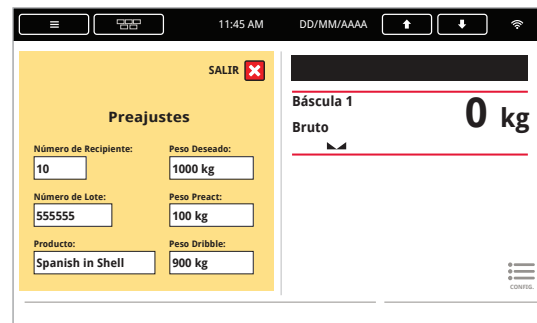 11:45 AM DD/MM/AAAA
SALIR
Preajustes
Número de Recipiente: Peso Deseado:
10 1000 kg
Número de Lote: Peso Preact:
555555 100 kg
Producto: Peso Dribble:
Spanish in Shell 900 kg
Báscula 1
Bruto
0 kg
CONFIG.